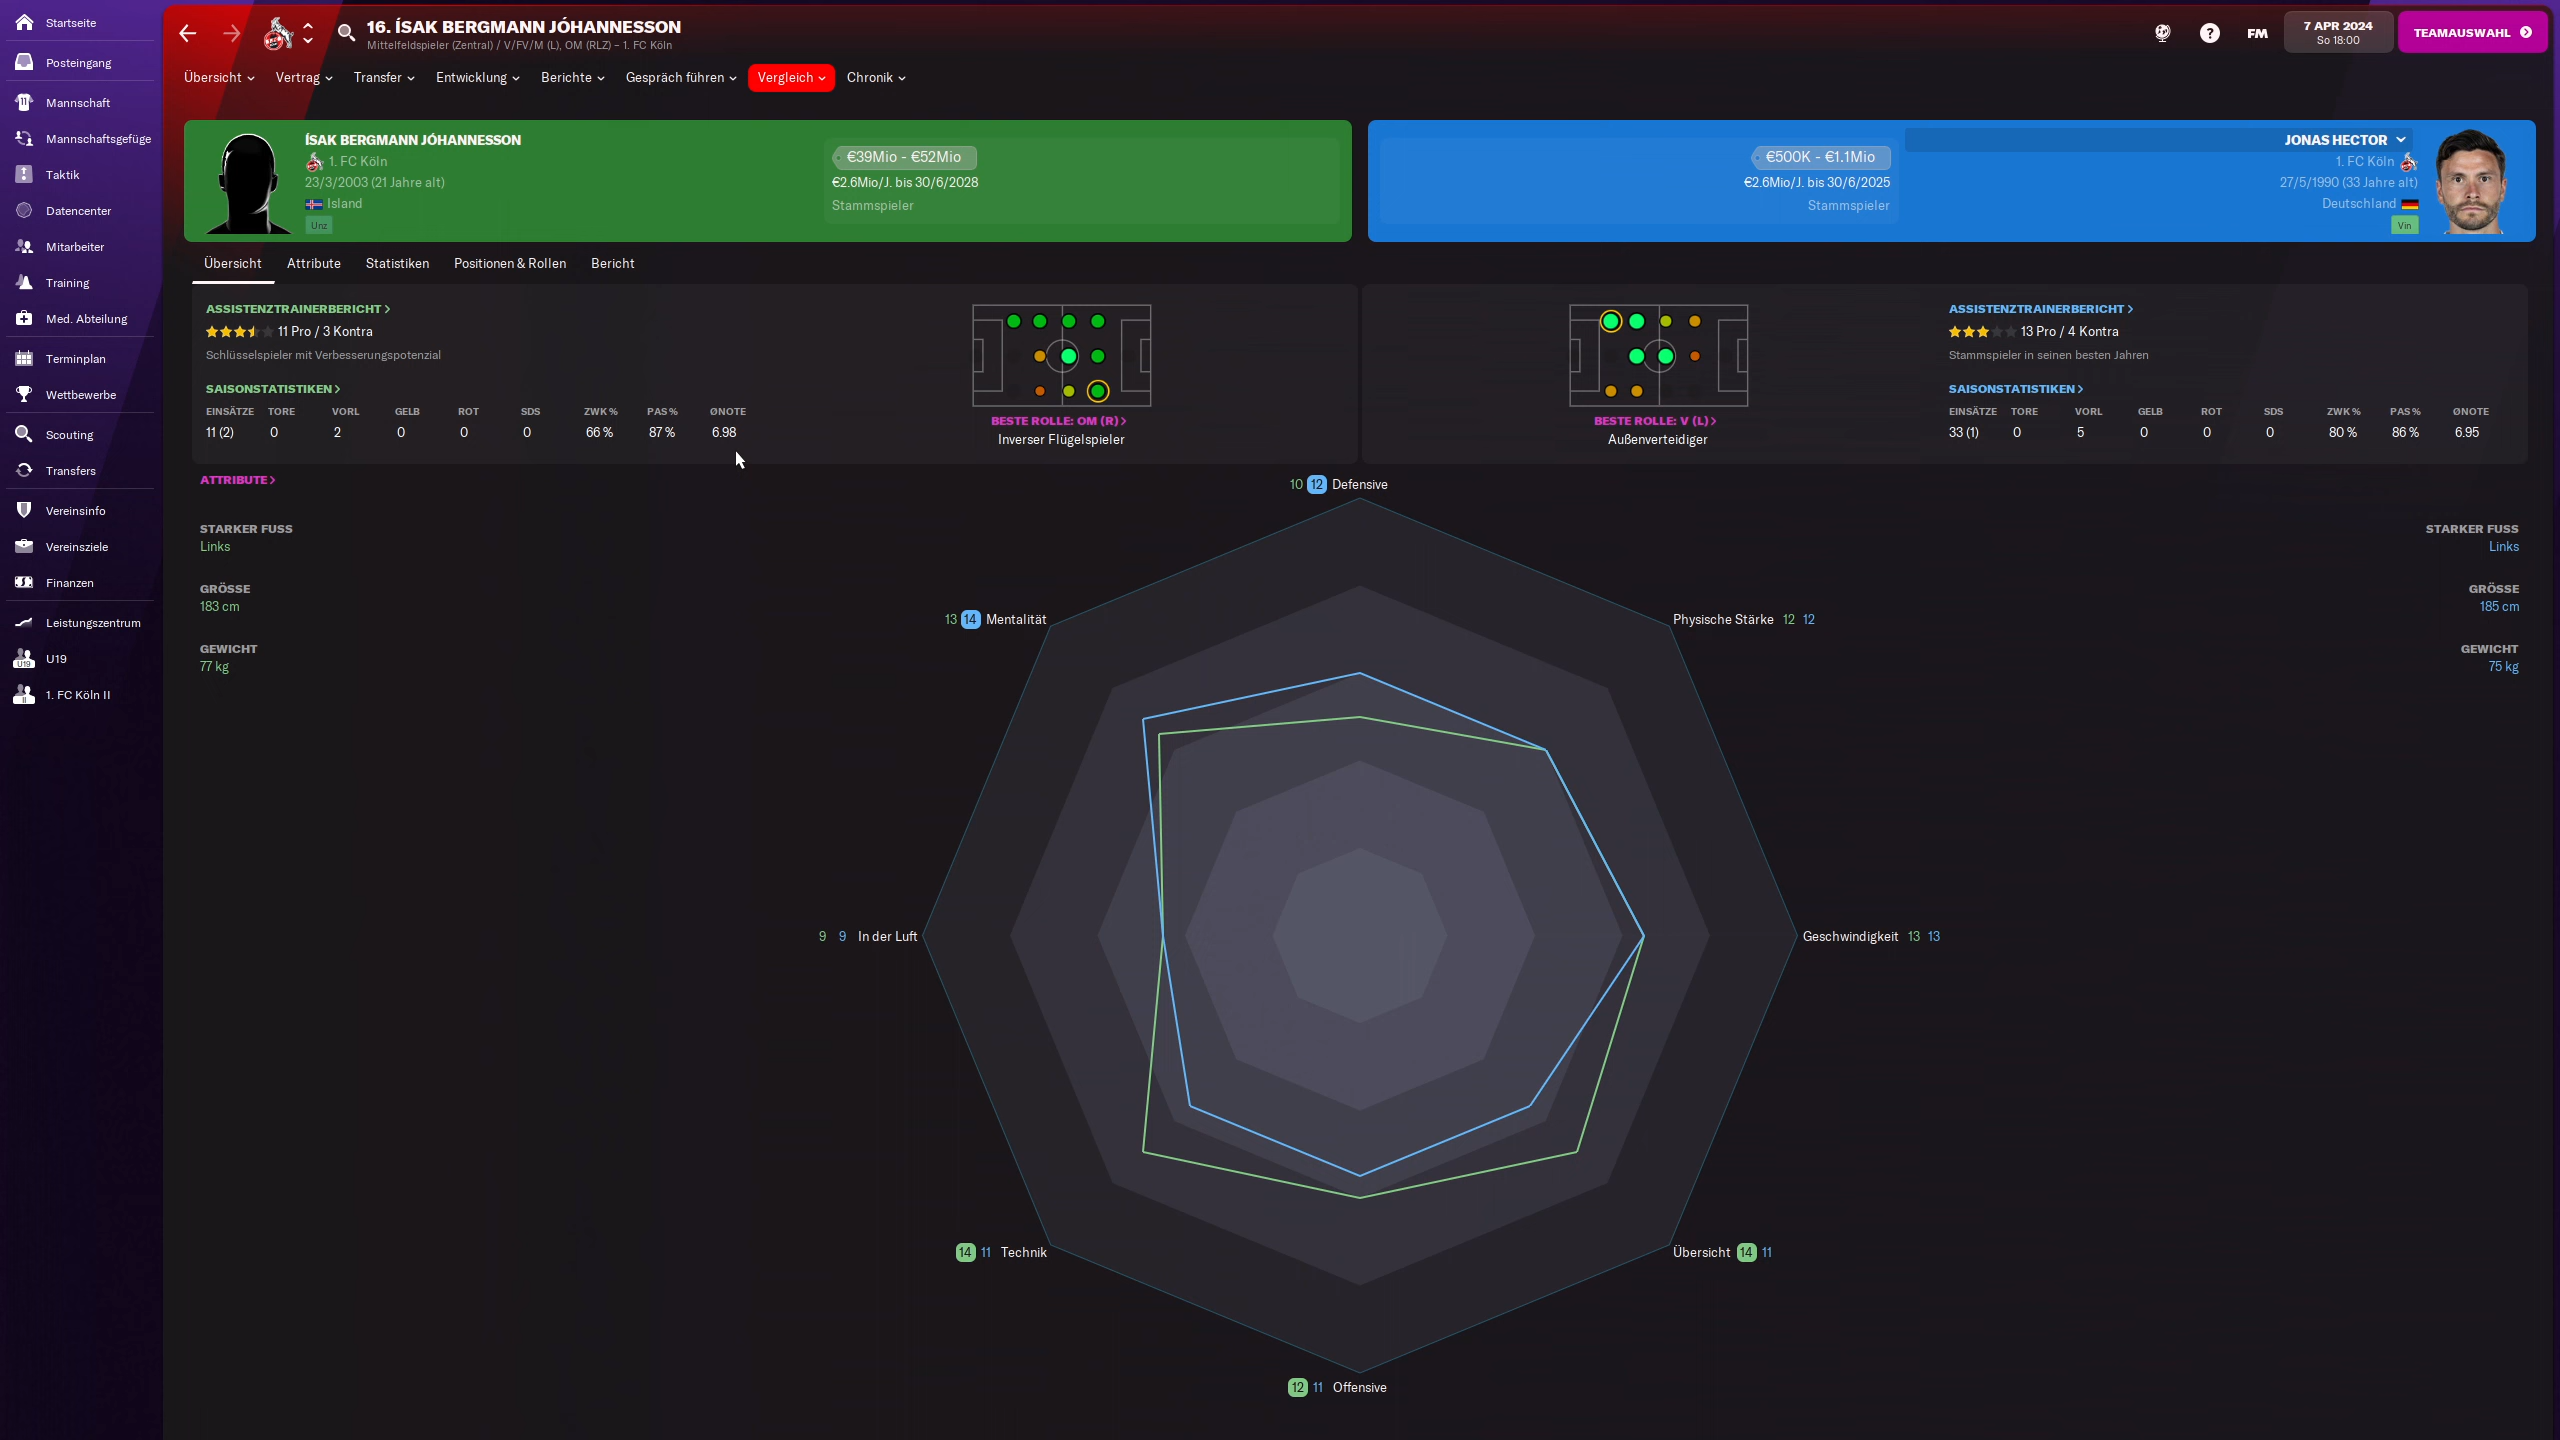 Startseite
Posteingang
Mannschaft
Mannschaftsgefüge
Taktik
Datencenter
Mitarbeiter
Training
Med. Abteilung
Terminplan
Wettbewerbe
Scouting
Transfers
Vereinsinfo
Vereinsziele
Finanzen
Leistungszentrum
U19
1. FC Köln II
16. ÍSAK BERGMANN JÓHANNESSON
Mittelfeldspieler (Zentral) / V/FV/M (L), OM (RLZ) – 1. FC Köln
? FM
7 APR 2024
So 18:00
TEAMAUSWAHL
Übersicht Vertrag Transfer Entwicklung Berichte Gespräch führen Vergleich Chronik
ÍSAK BERGMANN JÓHANNESSON
1. FC Köln
23/3/2003 (21 Jahre alt)
Island
Unz
€39Mio - €52Mio
€2.6Mio/J. bis 30/6/2028
Stammspieler
€500K - €1.1Mio
€2.6Mio/J. bis 30/6/2025
Stammspieler
JONAS HECTOR
1. FC Köln
27/5/1990 (33 Jahre alt)
Deutschland
Vin
Übersicht Attribute Statistiken Positionen & Rollen Bericht
ASSISTENZTRAINERBERICHT
11 Pro / 3 Kontra
Schlüsselspieler mit Verbesserungspotenzial
SAISONSTATISTIKEN
EINSÄTZE TORE VORL GELB ROT SDS ZWK % PAS % ØNOTE
11 (2) 0 2 0 0 0 66 % 87 % 6.98
BESTE ROLLE: OM (R)
Inverser Flügelspieler
BESTE ROLLE: V (L)
Außenverteidiger
ASSISTENZTRAINERBERICHT
13 Pro / 4 Kontra
Stammspieler in seinen besten Jahren
SAISONSTATISTIKEN
EINSÄTZE TORE VORL GELB ROT SDS ZWK % PAS % ØNOTE
33 (1) 0 5 0 0 0 80 % 86 % 6.95
ATTRIBUTE
STARKER FUSS
Links
GRÖSSE
183 cm
GEWICHT
77 kg
10 12 Defensive
13 14 Mentalität
Physische Stärke 12 12
9 9 In der Luft
Geschwindigkeit 13 13
14 11 Technik
Übersicht 14 11
12 11 Offensive
STARKER FUSS
Links
GRÖSSE
185 cm
GEWICHT
75 kg